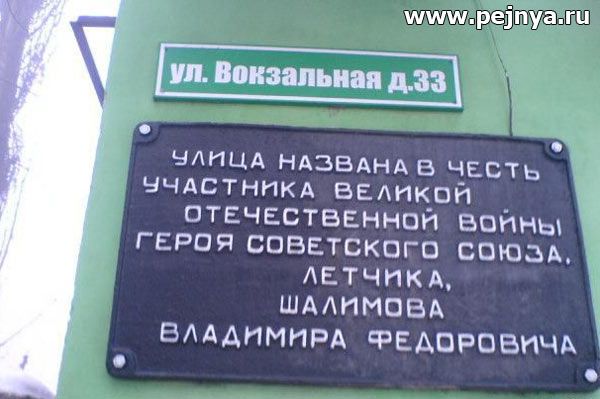 www.pejnya.ru
ул. Вокзальная д.33
УЛИЦА НАЗВАНА В ЧЕСТЬ
УЧАСТНИКА ВЕЛИКОЙ
ОТЕЧЕСТВЕННОЙ ВОЙНЫ
ГЕРОЯ СОВЕТСКОГО СОЮЗА,
ЛЕТЧИКА,
ШАЛИМОВА
ВЛАДИМИРА ФЕДОРОВИЧА